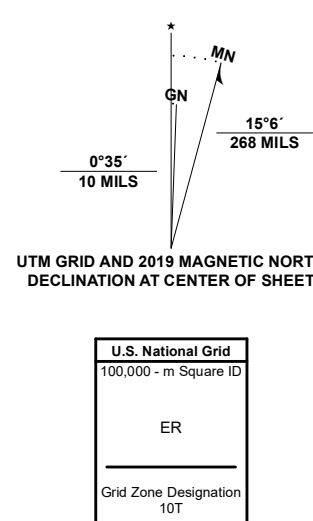 ★
MN
GN
15°6´
268 MILS
0°35´
10 MILS
UTM GRID AND 2019 MAGNETIC NORT
DECLINATION AT CENTER OF SHEET
U.S. National Grid
100,000 - m Square ID
ER
Grid Zone Designation
10T